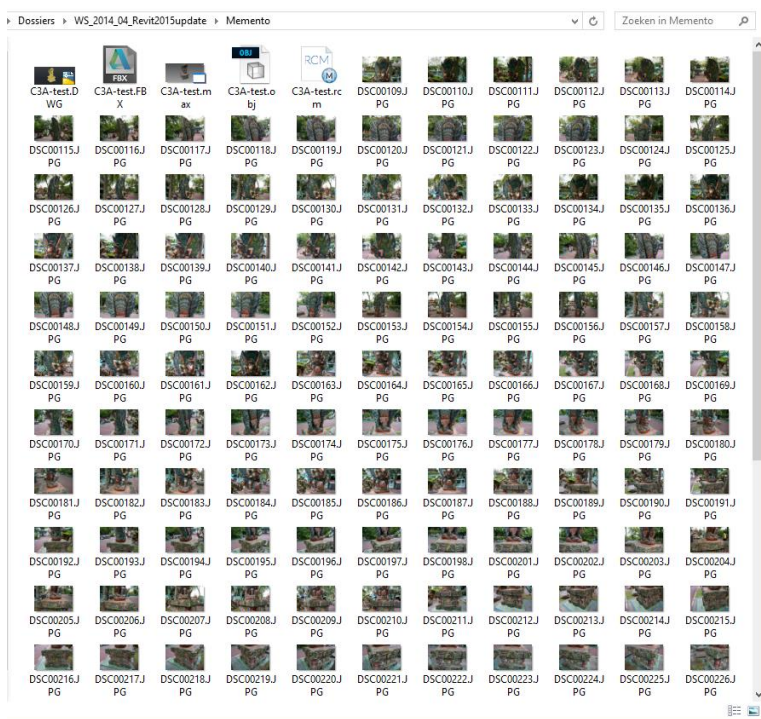 Dossiers ▸ WS_2014_04_Revit2015update ▸ Memento
Zoeken in Memento
OBJ
RCM
FBX
M
C3A-test.D C3A-test.FB C3A-test.m C3A-test.o C3A-test.rc DSC00109.J DSC00110.J DSC00111.J DSC00112.J DSC00113.J DSC00114.J
WG X ax bj m PG PG PG PG PG PG
DSC00115.J DSC00116.J DSC00117.J DSC00118.J DSC00119.J DSC00120.J DSC00121.J DSC00122.J DSC00123.J DSC00124.J DSC00125.J
PG PG PG PG PG PG PG PG PG PG PG
DSC00126.J DSC00127.J DSC00128.J DSC00129.J DSC00130.J DSC00131.J DSC00132.J DSC00133.J DSC00134.J DSC00135.J DSC00136.J
PG PG PG PG PG PG PG PG PG PG PG
DSC00137.J DSC00138.J DSC00139.J DSC00140.J DSC00141.J DSC00142.J DSC00143.J DSC00144.J DSC00145.J DSC00146.J DSC00147.J
PG PG PG PG PG PG PG PG PG PG PG
DSC00148.J DSC00149.J DSC00150.J DSC00151.J DSC00152.J DSC00153.J DSC00154.J DSC00155.J DSC00156.J DSC00157.J DSC00158.J
PG PG PG PG PG PG PG PG PG PG PG
DSC00159.J DSC00160.J DSC00161.J DSC00162.J DSC00163.J DSC00164.J DSC00165.J DSC00166.J DSC00167.J DSC00168.J DSC00169.J
PG PG PG PG PG PG PG PG PG PG PG
DSC00170.J DSC00171.J DSC00172.J DSC00173.J DSC00174.J DSC00175.J DSC00176.J DSC00177.J DSC00178.J DSC00179.J DSC00180.J
PG PG PG PG PG PG PG PG PG PG PG
DSC00181.J DSC00182.J DSC00183.J DSC00184.J DSC00185.J DSC00186.J DSC00187.J DSC00188.J DSC00189.J DSC00190.J DSC00191.J
PG PG PG PG PG PG PG PG PG PG PG
DSC00192.J DSC00193.J DSC00194.J DSC00195.J DSC00196.J DSC00197.J DSC00198.J DSC00201.J DSC00202.J DSC00203.J DSC00204.J
PG PG PG PG PG PG PG PG PG PG PG
DSC00205.J DSC00206.J DSC00207.J DSC00208.J DSC00209.J DSC00210.J DSC00211.J DSC00212.J DSC00213.J DSC00214.J DSC00215.J
PG PG PG PG PG PG PG PG PG PG PG
DSC00216.J DSC00217.J DSC00218.J DSC00219.J DSC00220.J DSC00221.J DSC00222.J DSC00223.J DSC00224.J DSC00225.J DSC00226.J
PG PG PG PG PG PG PG PG PG PG PG